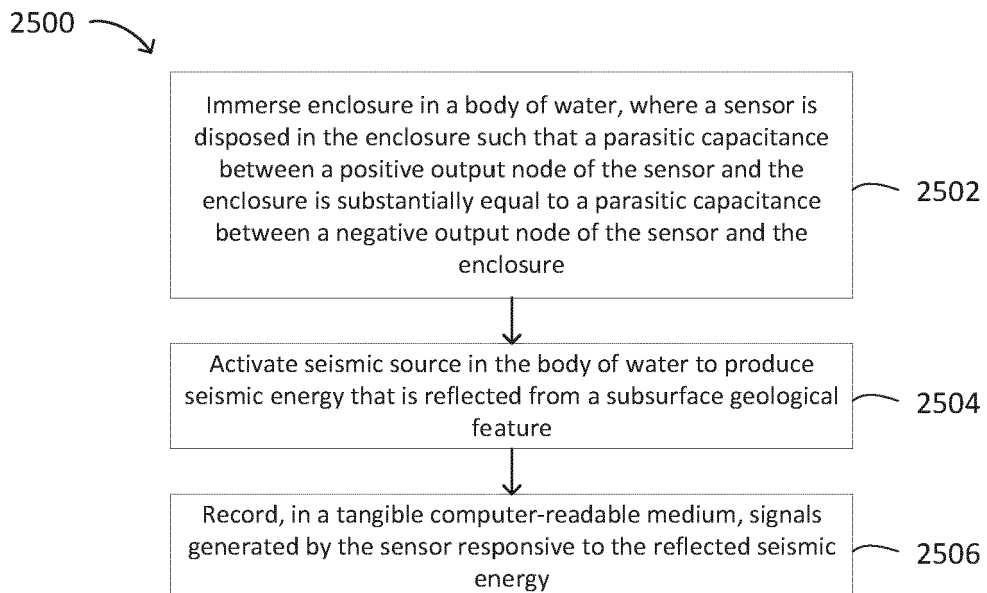 2500
Immerse enclosure in a body of water, where a sensor is
disposed in the enclosure such that a parasitic capacitance
between a positive output node of the sensor and the
enclosure is substantially equal to a parasitic capacitance
between a negative output node of the sensor and the
enclosure
2502
Activate seismic source in the body of water to produce
seismic energy that is reflected from a subsurface geological
feature
2504
Record, in a tangible computer-readable medium, signals
generated by the sensor responsive to the reflected seismic
energy
2506